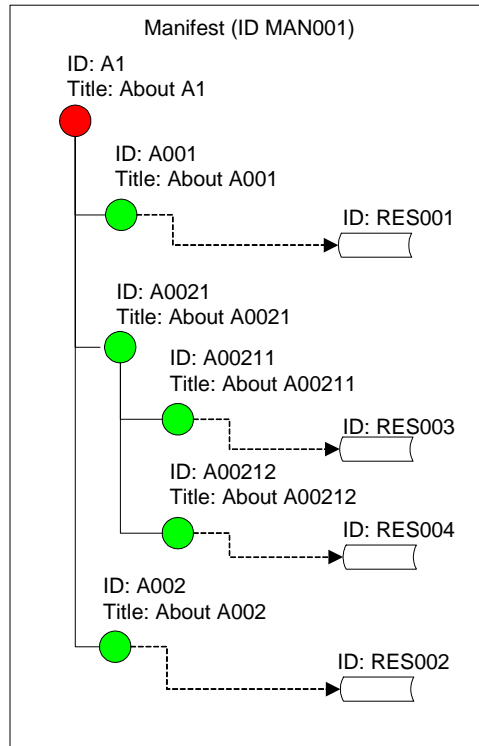 Manifest (ID MAN001)
ID: A1
Title: About A1
ID: A001
Title: About A001
ID: RES001
ID: A0021
Title: About A0021
ID: A00211
Title: About A00211
ID: RES003
ID: A00212
Title: About A00212
ID: RES004
ID: A002
Title: About A002
ID: RES002